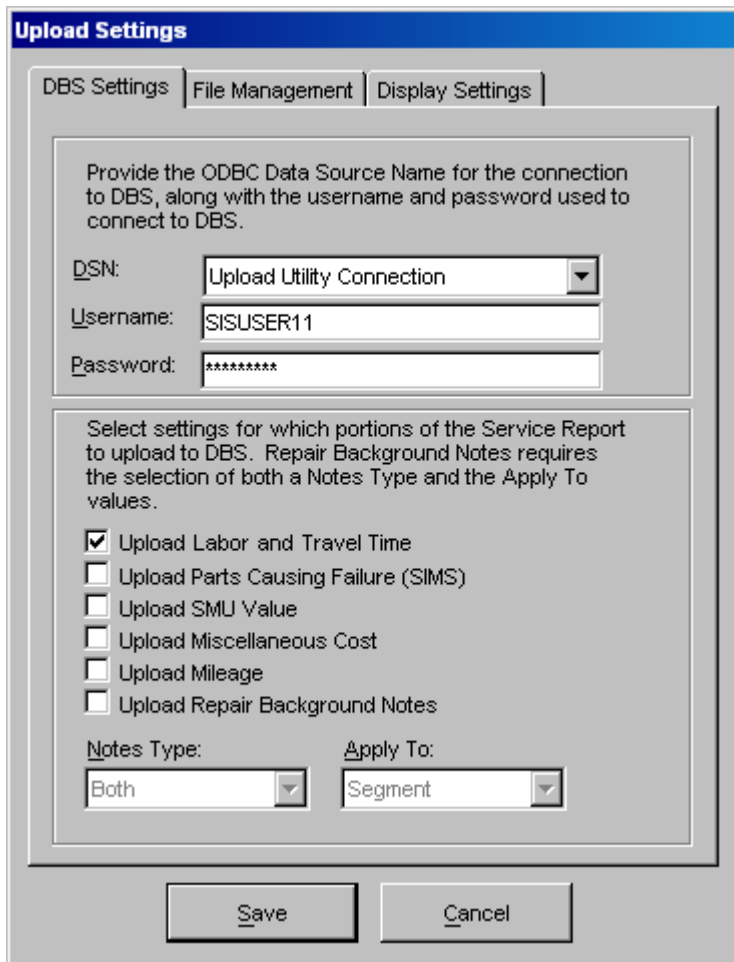 Upload Settings
DBS Settings File Management Display Settings
Provide the ODBC Data Source Name for the connection
to DBS, along with the username and password used to
connect to DBS.
DSN: Upload Utility Connection
Username: SISUSER11
Password: *********
Select settings for which portions of the Service Report
to upload to DBS. Repair Background Notes requires
the selection of both a Notes Type and the Apply To
values.
Upload Labor and Travel Time
Upload Parts Causing Failure (SIMS)
Upload SMU Value
Upload Miscellaneous Cost
Upload Mileage
Upload Repair Background Notes
Notes Type: Apply To:
Both Segment
Save Cancel